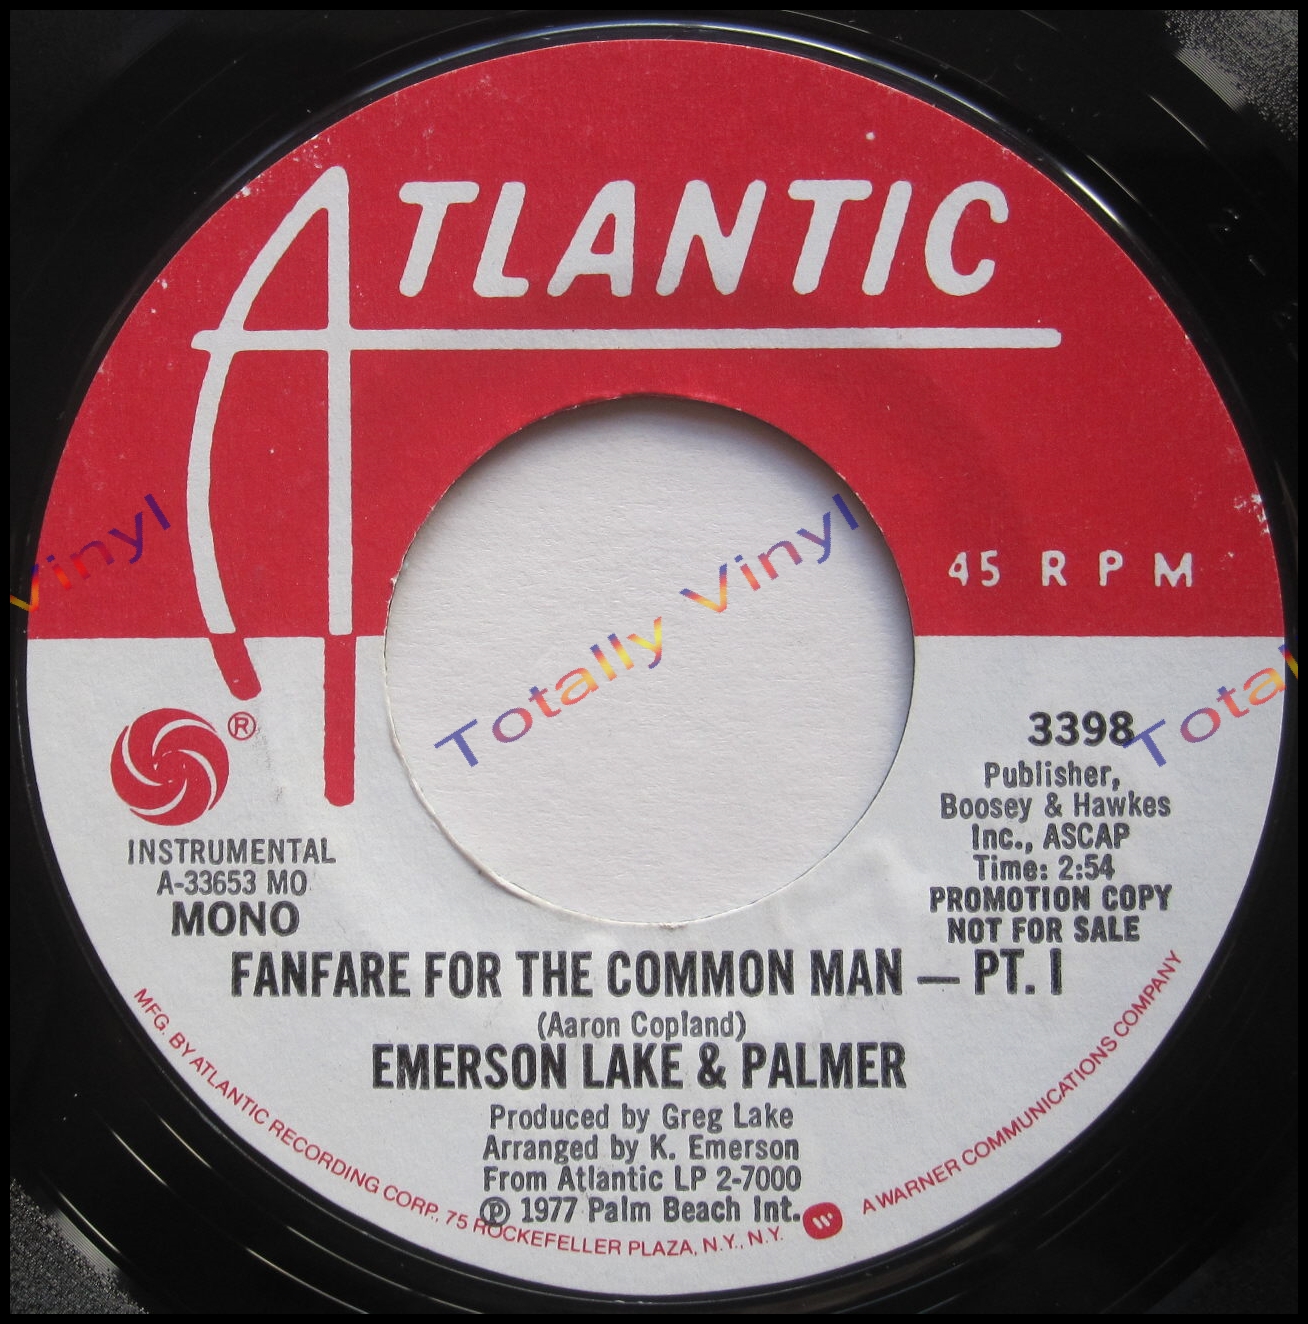 ATLANTIC
45 RPM
Vinyl
Totally Vinyl
Tota
®
3398
Publisher,
Boosey & Hawkes
Inc., ASCAP
Time: 2:54
PROMOTION COPY
NOT FOR SALE
INSTRUMENTAL
A-33653 MO
MONO
FANFARE FOR THE COMMON MAN — PT. I
(Aaron Copland)
EMERSON LAKE & PALMER
Produced by Greg Lake
Arranged by K. Emerson
From Atlantic LP 2-7000
℗ 1977 Palm Beach Int.
MFG. BY ATLANTIC RECORDING CORP., 75 ROCKEFELLER PLAZA, N.Y., N.Y. W A WARNER COMMUNICATIONS COMPANY